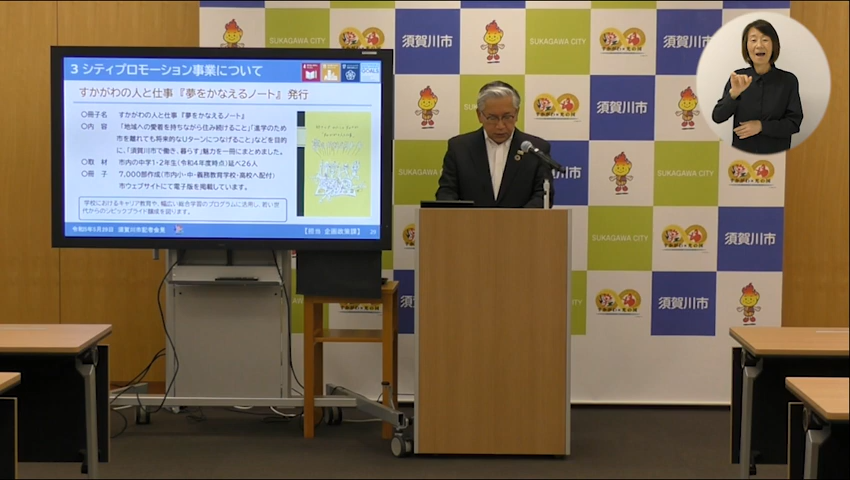 3 シティプロモーション事業について
すかがわの人と仕事『夢をかなえるノート』発行
○冊子名 すかがわの人と仕事『夢をかなえるノート』
○内 容 「地域への愛着を持ちながら住み続けること」「進学のため
市を離れても将来的なUターンにつなげること」などを目的
に、「須賀川市で働き、暮らす」魅力を一冊にまとめました。
○取 材 市内の中学1・2年生(令和4年度時点)延べ26人
○冊 子 7,000部作成(市内小・中・義務教育学校・高校へ配付)
市ウェブサイトにて電子版を掲載しています。
学校におけるキャリア教育や、幅広い総合学習のプログラムに活用し、若い世
代からのシビックプライド醸成を図ります。
須賀川市定例会見
【担当 企画政策課】 20
SUKAGAWA CITY
須賀川市
SUKAGAWA CITY
須賀川市
SUKAGAWA CITY
SUKAGAWA CITY
須賀川市
須賀川市